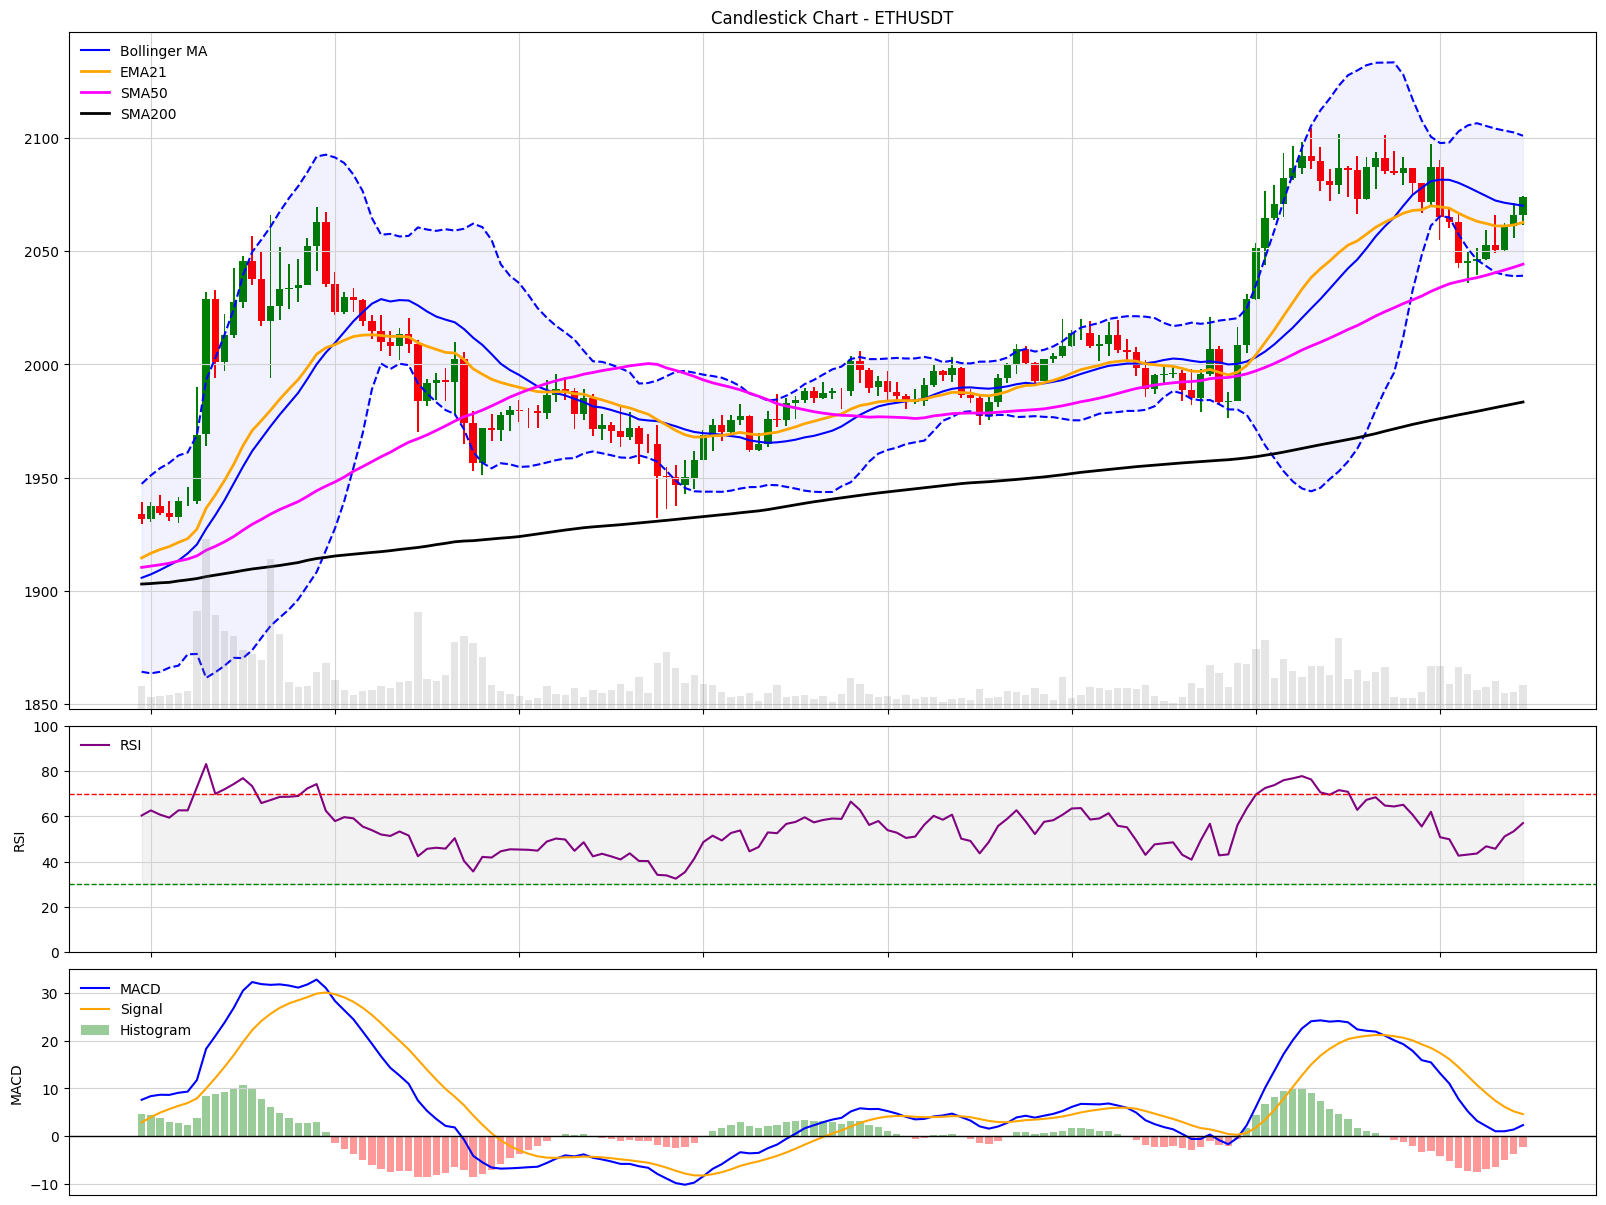 Candlestick Chart - ETHUSDT
Bollinger MA
EMA21
SMA50
SMA200
2100
2050
2000
1950
1900
1850
100
RSI
80
60
RSI
40
20
0
MACD
30
Signal
Histogram
20
MACD
10
0
−10